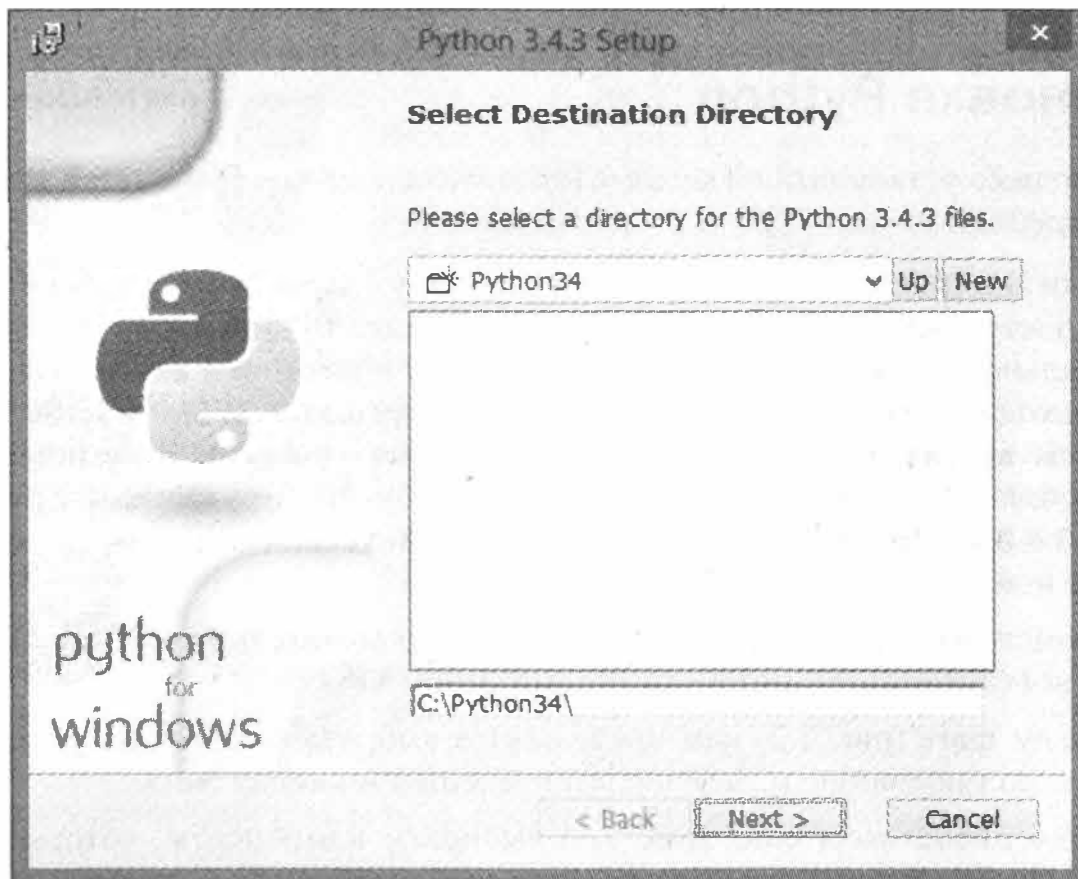 Python 3.4.3 Setup
Select Destination Directory
Please select a directory for the Python 3.4.3 files.
Python34
Up New
C:\Python34\
python
for
windows
< Back Next > Cancel